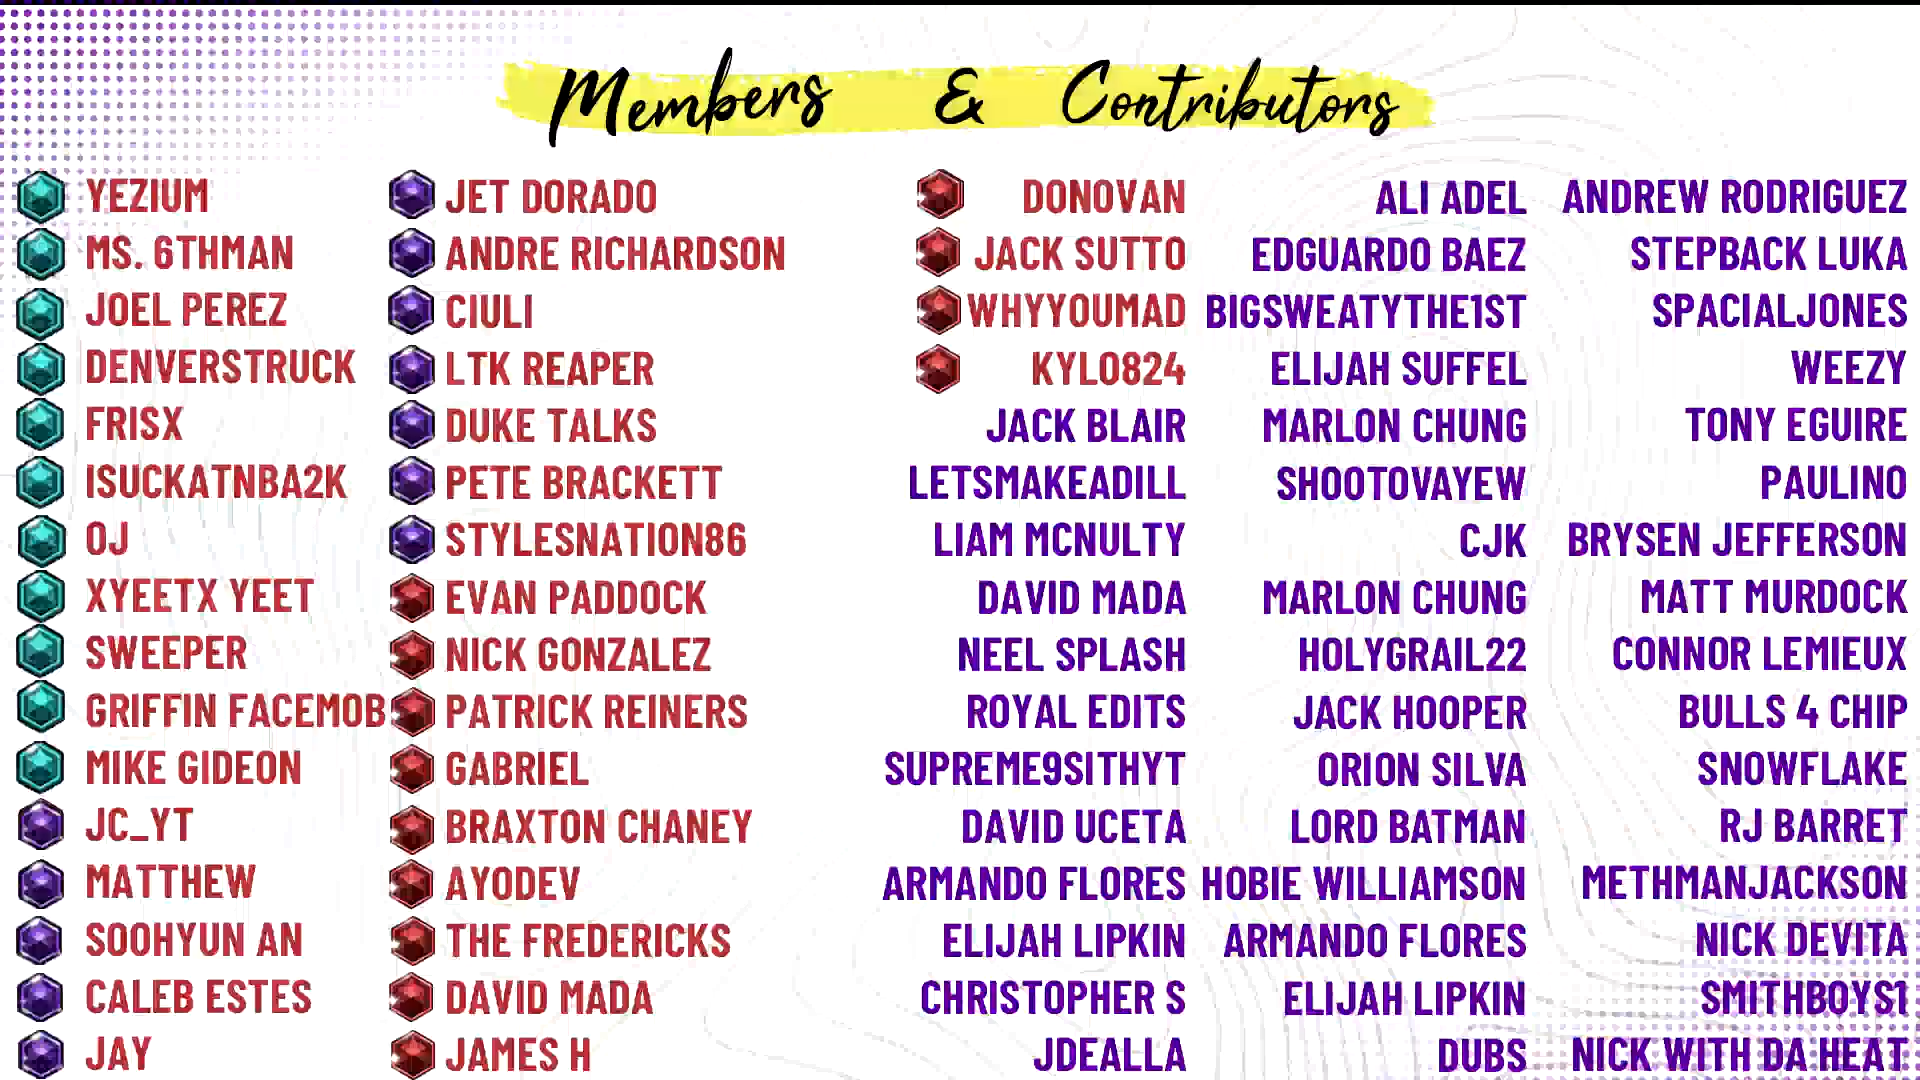 Members & Contributors
YEZIUM
MS. 6THMAN
JOEL PEREZ
DENVERSTRUCK
FRISX
ISUCKATNBA2K
OJ
XYEETX YEET
SWEEPER
GRIFFIN FACEMOB
MIKE GIDEON
JC_YT
MATTHEW
SOOHYUN AN
CALEB ESTES
JAY
JET DORADO
ANDRE RICHARDSON
CIULI
LTK REAPER
DUKE TALKS
PETE BRACKETT
STYLESNATION86
EVAN PADDOCK
NICK GONZALEZ
PATRICK REINERS
GABRIEL
BRAXTON CHANEY
AYODEV
THE FREDERICKS
DAVID MADA
JAMES H
DONOVAN
JACK SUTTO
WHYYOUMAD
KYLO824
JACK BLAIR
LETSMAKEADILL
LIAM MCNULTY
DAVID MADA
NEEL SPLASH
ROYAL EDITS
SUPREME9SITHYT
DAVID UCETA
ARMANDO FLORES
ELIJAH LIPKIN
CHRISTOPHER S
JDEALLA
ALI ADEL
EDGUARDO BAEZ
BIGSWEATYTHE1ST
ELIJAH SUFFEL
MARLON CHUNG
SHOOTOVAYEW
CJK
MARLON CHUNG
HOLYGRAIL22
JACK HOOPER
ORION SILVA
LORD BATMAN
HOBIE WILLIAMSON
ARMANDO FLORES
ELIJAH LIPKIN
DUBS
ANDREW RODRIGUEZ
STEPBACK LUKA
SPACIALJONES
WEEZY
TONY EGUIRE
PAULINO
BRYSEN JEFFERSON
MATT MURDOCK
CONNOR LEMIEUX
BULLS 4 CHIP
SNOWFLAKE
RJ BARRET
METHMANJACKSON
NICK DEVITA
SMITHBOYS1
NICK WITH DA HEAT